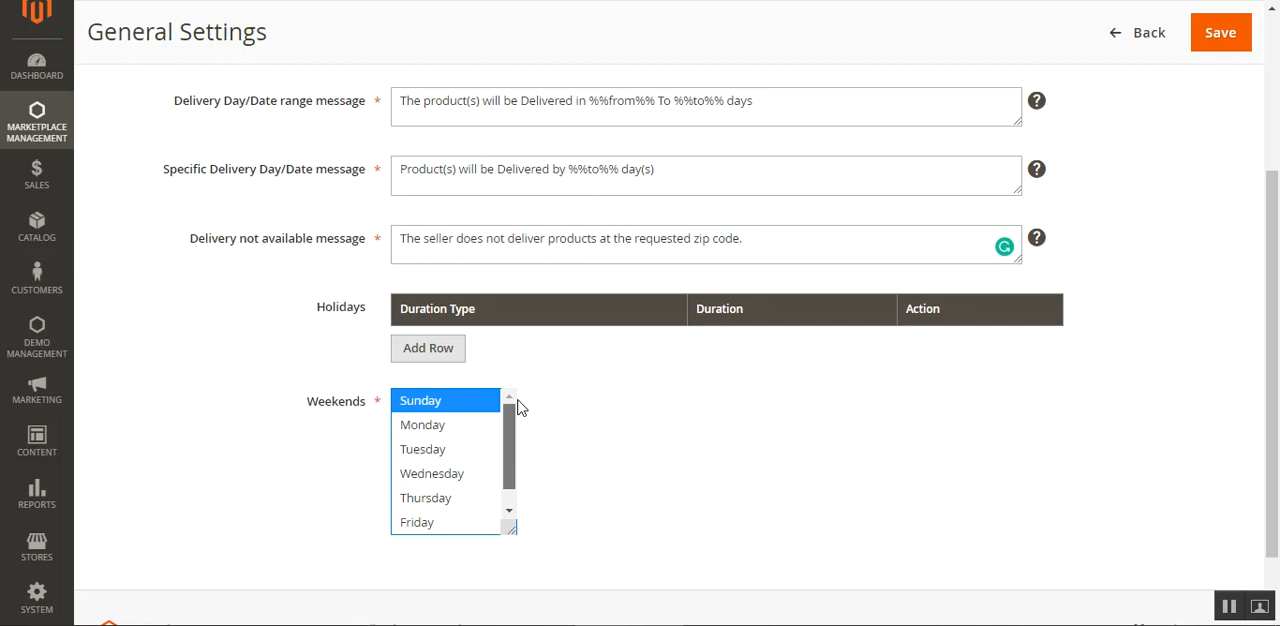 General Settings
Back
Save
DASHBOARD
MARKETPLACE
MANAGEMENT
SALES
CATALOG
CUSTOMERS
DEMO
MANAGEMENT
MARKETING
CONTENT
REPORTS
STORES
SYSTEM
Delivery Day/Date range message *
The product(s) will be Delivered in %%from%% To %%to%% days
?
Specific Delivery Day/Date message *
Product(s) will be Delivered by %%to%% day(s)
?
Delivery not available message *
The seller does not deliver products at the requested zip code.
?
Holidays
Duration Type
Duration
Action
Add Row
Weekends *
Sunday
Monday
Tuesday
Wednesday
Thursday
Friday